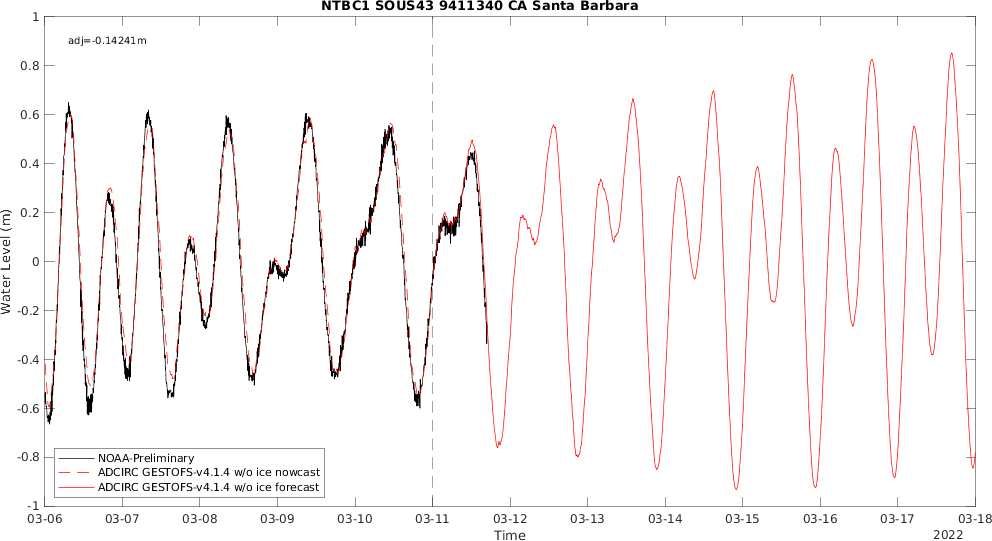 NTBC1 SOUS43 9411340 CA Santa Barbara
adj=-0.14241m
1
0.8
0.6
0.4
0.2
0
-0.2
-0.4
-0.6
-0.8
-1
Water Level (m)
NOAA-Preliminary
ADCIRC GESTOFS-v4.1.4 w/o ice nowcast
ADCIRC GESTOFS-v4.1.4 w/o ice forecast
03-06 03-07 03-08 03-09 03-10 03-11 03-12 03-13 03-14 03-15 03-16 03-17 03-18
Time
2022